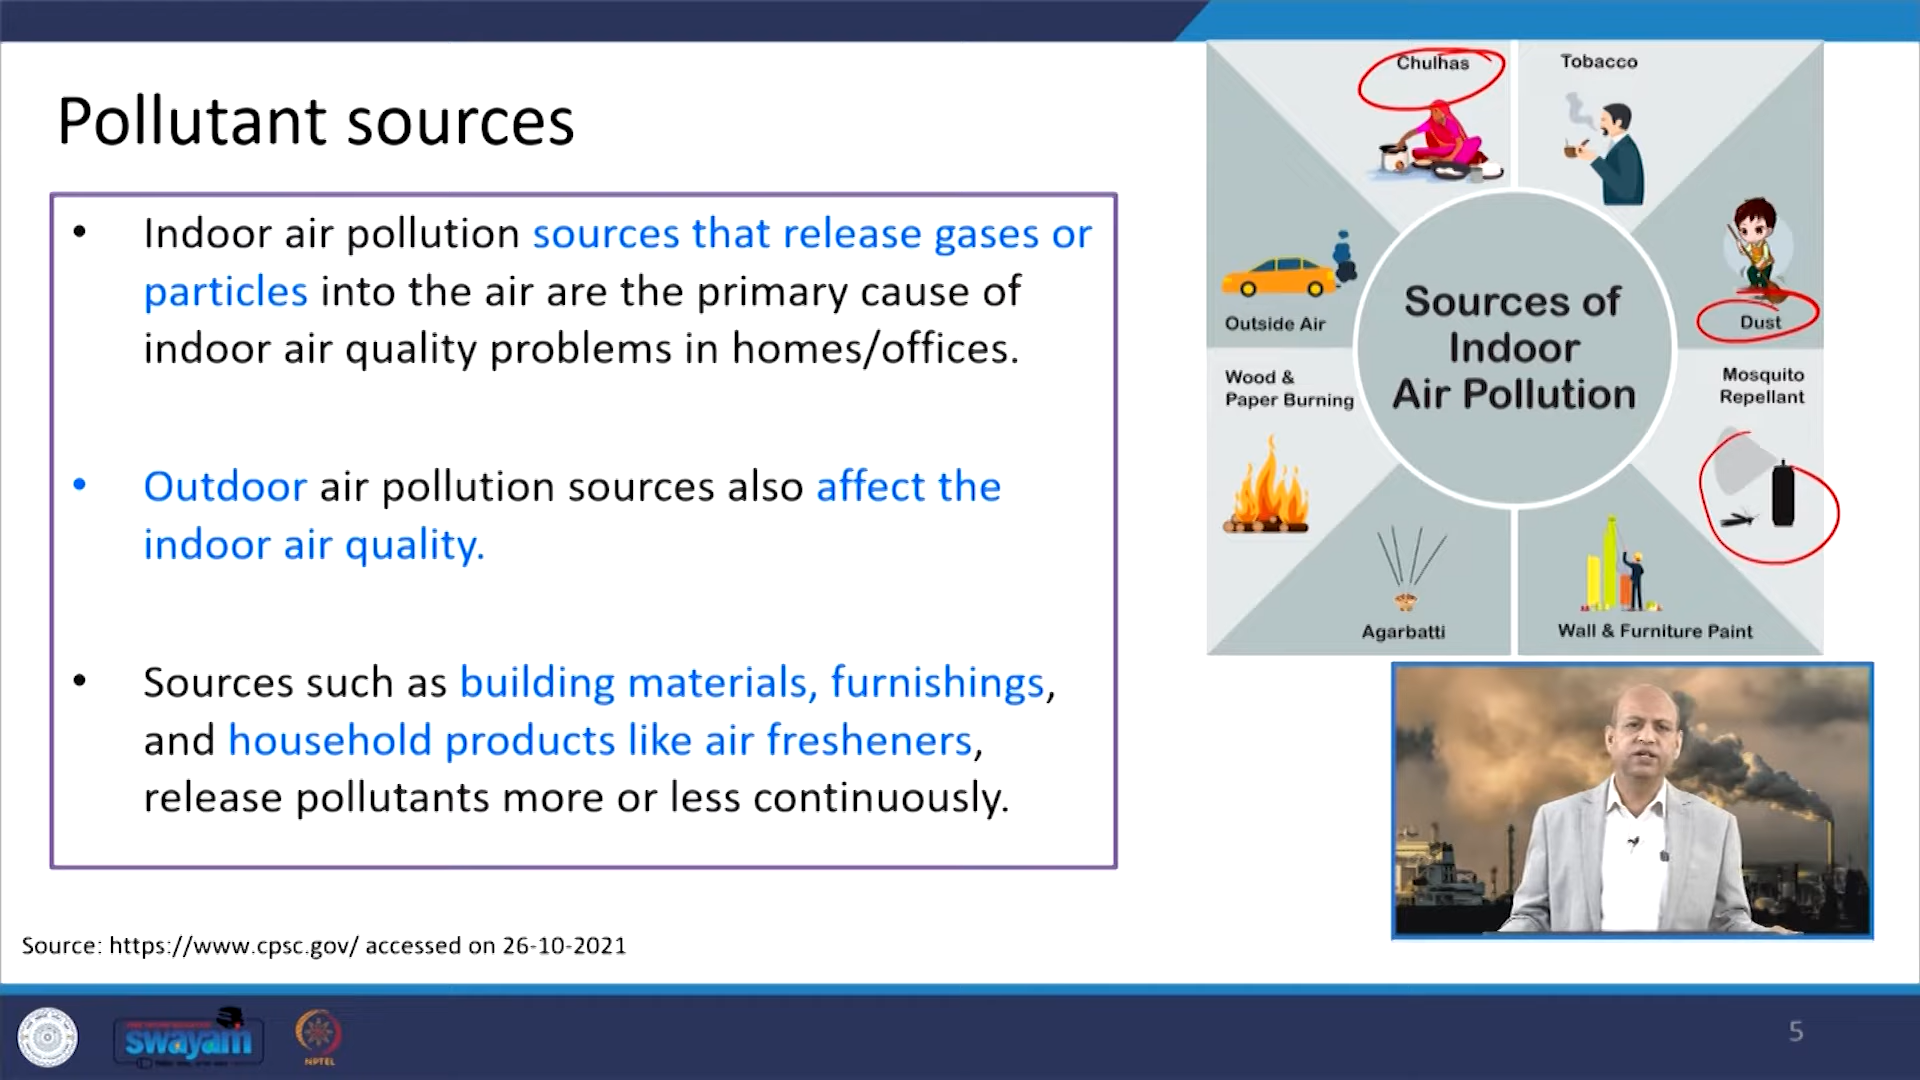 Pollutant sources
• Indoor air pollution sources that release gases or
particles into the air are the primary cause of
indoor air quality problems in homes/offices.
• Outdoor air pollution sources also affect the
indoor air quality.
• Sources such as building materials, furnishings,
and household products like air fresheners,
release pollutants more or less continuously.
Source: https://www.cpsc.gov/ accessed on 26-10-2021
Chulhas
Tobacco
Outside Air
Dust
Sources of
Indoor
Air Pollution
Wood &
Paper Burning
Mosquito
Repellant
Agarbatti
Wall & Furniture Paint
swayam
NPTEL
5